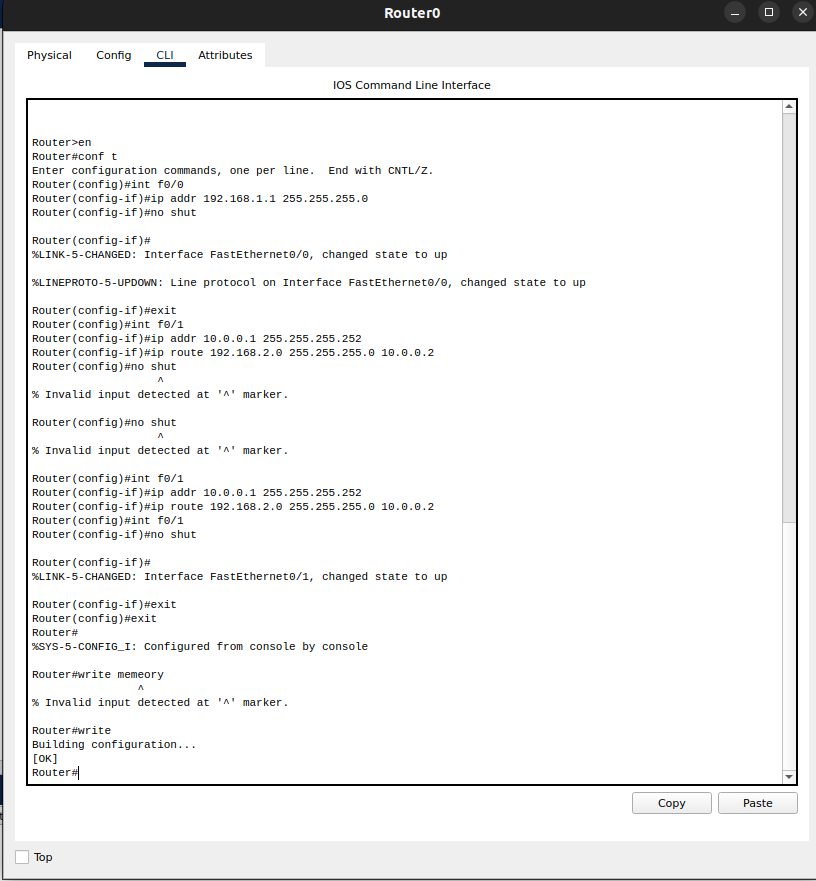 Router0
Physical Config CLI Attributes
IOS Command Line Interface
Router>en
Router#conf t
Enter configuration commands, one per line.  End with CNTL/Z.
Router(config)#int f0/0
Router(config-if)#ip addr 192.168.1.1 255.255.255.0
Router(config-if)#no shut
Router(config-if)#
%LINK-5-CHANGED: Interface FastEthernet0/0, changed state to up
%LINEPROTO-5-UPDOWN: Line protocol on Interface FastEthernet0/0, changed state to up
Router(config-if)#exit
Router(config)#int f0/1
Router(config-if)#ip addr 10.0.0.1 255.255.255.252
Router(config-if)#ip route 192.168.2.0 255.255.255.0 10.0.0.2
Router(config)#no shut
^
% Invalid input detected at '^' marker.
Router(config)#no shut
^
% Invalid input detected at '^' marker.
Router(config)#int f0/1
Router(config-if)#ip addr 10.0.0.1 255.255.255.252
Router(config-if)#ip route 192.168.2.0 255.255.255.0 10.0.0.2
Router(config)#int f0/1
Router(config-if)#no shut
Router(config-if)#
%LINK-5-CHANGED: Interface FastEthernet0/1, changed state to up
Router(config-if)#exit
Router(config)#exit
Router#
%SYS-5-CONFIG_I: Configured from console by console
Router#write memeory
^
% Invalid input detected at '^' marker.
Router#write
Building configuration...
[OK]
Router#
Copy Paste
Top